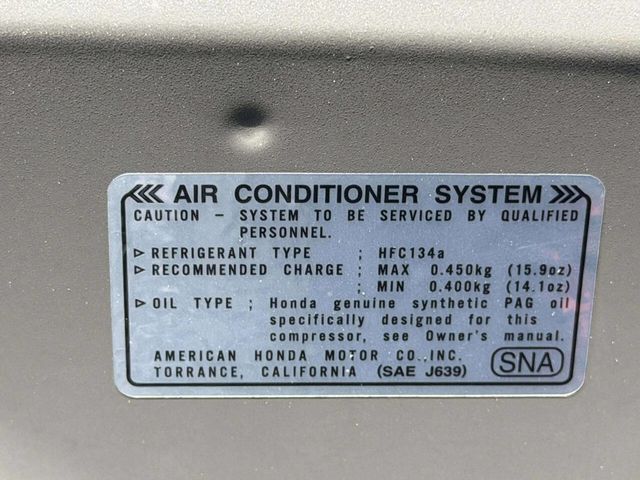 AIR CONDITIONER SYSTEM
CAUTION – SYSTEM TO BE SERVICED BY QUALIFIED
PERSONNEL.
▷ REFRIGERANT TYPE ; HFC134a
▷ RECOMMENDED CHARGE ; MAX 0.450kg (15.9oz)
; MIN 0.400kg (14.1oz)
▷ OIL TYPE ; Honda genuine synthetic PAG oil
specifically designed for this
compressor, see Owner's manual.
AMERICAN HONDA MOTOR CO.,INC.
TORRANCE, CALIFORNIA (SAE J639) SNA